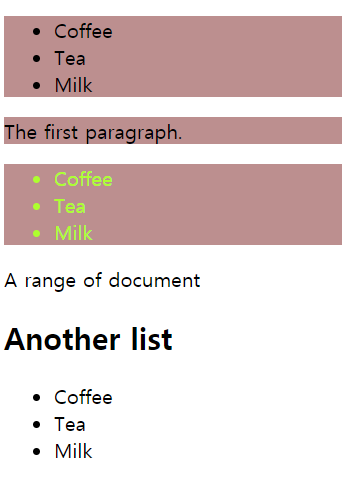 • Coffee
• Tea
• Milk
The first paragraph.
• Coffee
• Tea
• Milk
A range of document
Another list
• Coffee
• Tea
• Milk